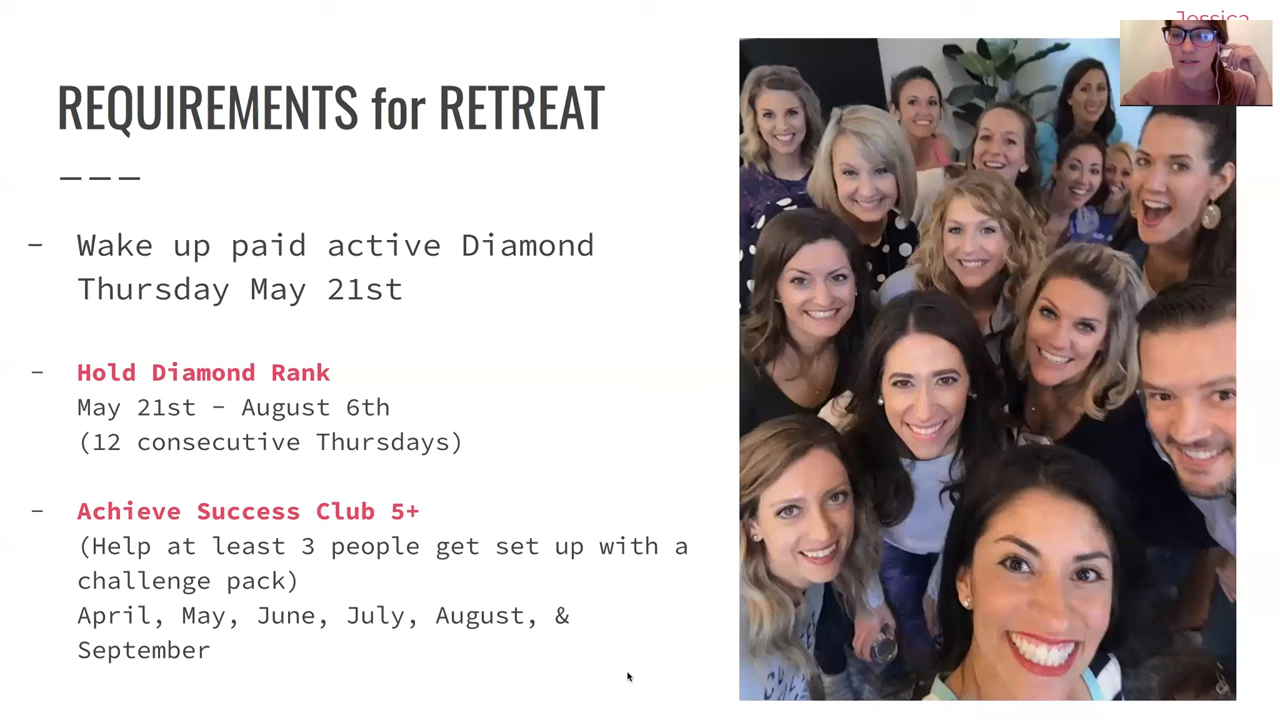 Jessica
REQUIREMENTS for RETREAT
– Wake up paid active Diamond
Thursday May 21st
– Hold Diamond Rank
May 21st – August 6th
(12 consecutive Thursdays)
– Achieve Success Club 5+
(Help at least 3 people get set up with a
challenge pack)
April, May, June, July, August, &
September